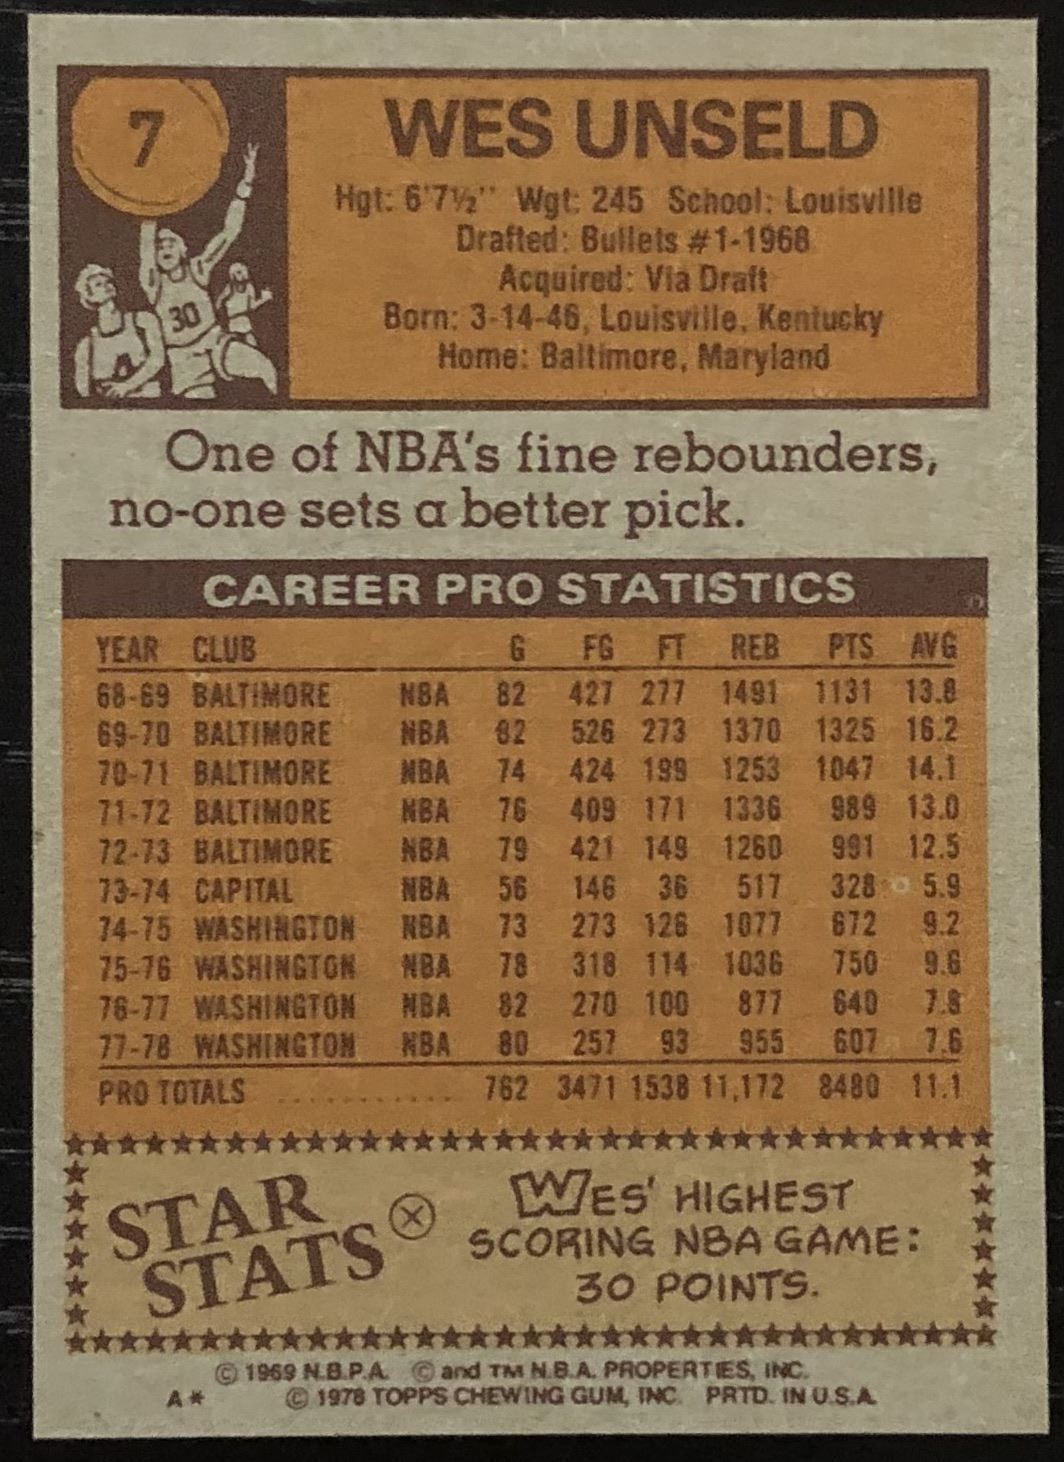 7
WES UNSELD
Hgt: 6'7½" Wgt: 245 School: Louisville
Drafted: Bullets #1-1968
Acquired: Via Draft
Born: 3-14-46, Louisville, Kentucky
Home: Baltimore, Maryland
30
One of NBA's fine rebounders,
no-one sets a better pick.
CAREER PRO STATISTICS
YEAR CLUB G FG FT REB PTS AVG
68-69 BALTIMORE NBA 82 427 277 1491 1131 13.8
69-70 BALTIMORE NBA 82 526 273 1370 1325 16.2
70-71 BALTIMORE NBA 74 424 199 1253 1047 14.1
71-72 BALTIMORE NBA 76 409 171 1336 989 13.0
72-73 BALTIMORE NBA 79 421 149 1260 991 12.5
73-74 CAPITAL NBA 56 146 36 517 328 5.9
74-75 WASHINGTON NBA 73 273 126 1077 672 9.2
75-76 WASHINGTON NBA 78 318 114 1036 750 9.6
76-77 WASHINGTON NBA 82 270 100 877 640 7.8
77-78 WASHINGTON NBA 80 257 93 955 607 7.6
PRO TOTALS ........... 762 3471 1538 11,172 8480 11.1
STAR
STATS
WES' HIGHEST
SCORING NBA GAME:
30 POINTS.
© 1969 N.B.P.A. © and TM N.B.A. PROPERTIES, INC.
A* © 1978 TOPPS CHEWING GUM, INC. PRTD. IN U.S.A.